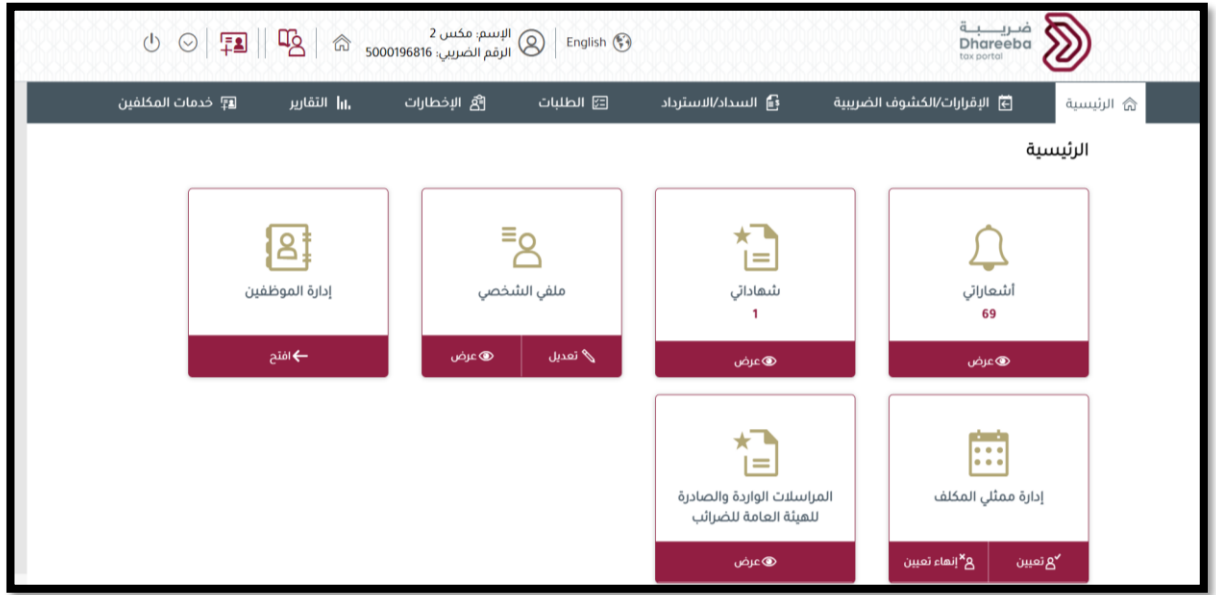 ضريبة
Dhareeba
tax portal
English
الإسم: مكس 2
الرقم الضريبي: 5000196816
الرئيسية
الإقرارات/الكشوف الضريبية
السداد/الاسترداد
الطلبات
الإخطارات
التقارير
خدمات المكلفين
الرئيسية
أشعاراتي
69
عرض
شهاداتي
1
عرض
ملفي الشخصي
تعديل
عرض
إدارة الموظفين
افتح
إدارة ممثلي المكلف
تعيين
إنهاء تعيين
المراسلات الواردة والصادرة
للهيئة العامة للضرائب
عرض